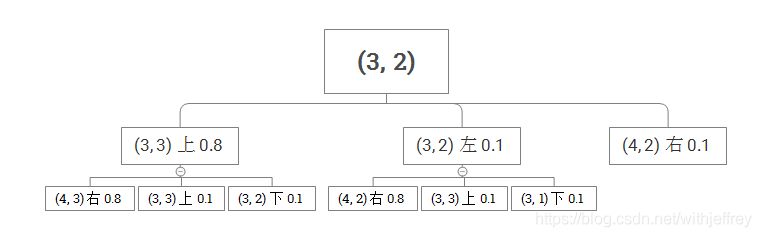 (3, 2)
(3, 3) 上 0.8
(3, 2) 左 0.1
(4, 2) 右 0.1
(4, 3) 右 0.8
(3, 3) 上 0.1
(3, 2) 下 0.1
(4, 2) 右 0.8
(3, 3) 上 0.1
(3, 1) 下 0.1
https://blog.csdn.net/withjeffrey